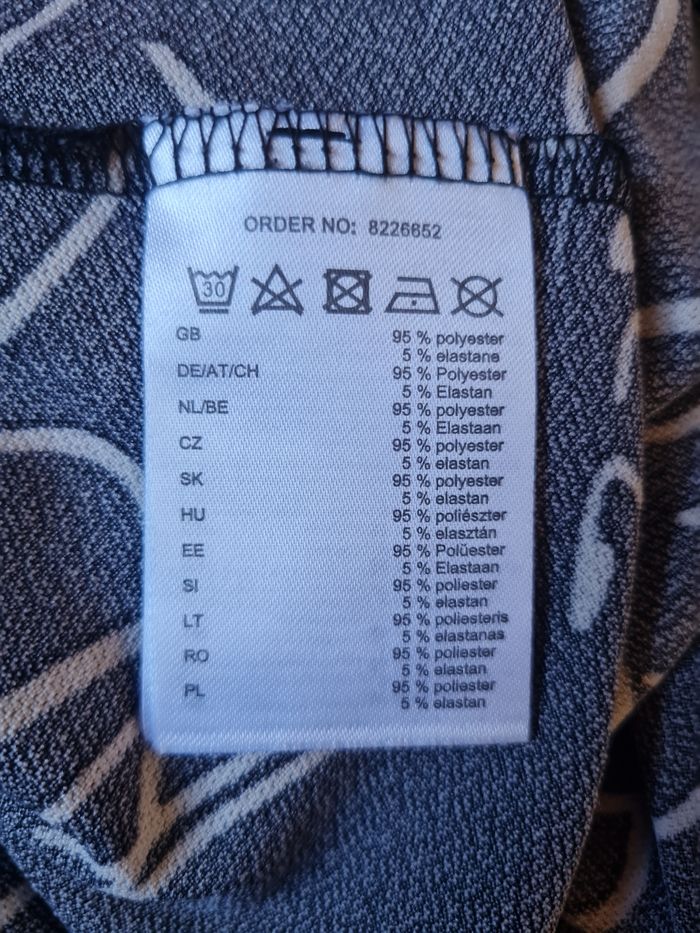 ORDER NO: 8226652
30
GB 95 % polyester
5 % elastane
DE/AT/CH 95 % Polyester
5 % Elastan
NL/BE 95 % polyester
5 % Elastaan
CZ 95 % polyester
5 % elastan
SK 95 % polyester
5 % elastan
HU 95 % poliészter
5 % elasztán
EE 95 % Polüester
5 % Elastaan
SI 95 % poliester
5 % elastan
LT 95 % poliesteris
5 % elastanas
RO 95 % poliester
5 % elastan
PL 95 % poliester
5 % elastan